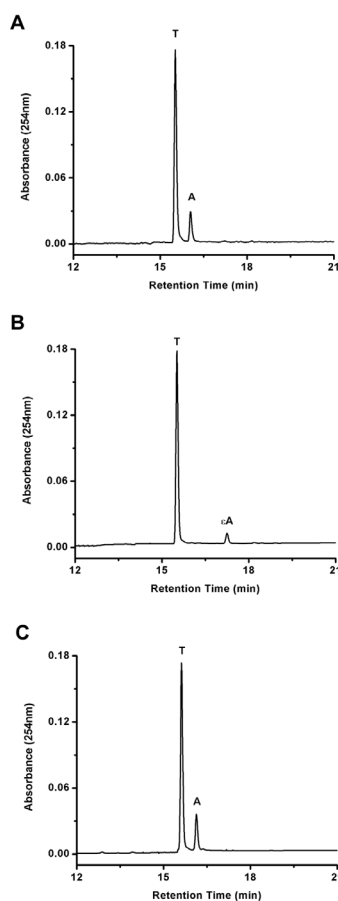 A
T
A
0.18
0.12
0.06
0.00
Absorbance (254nm)
12
15
18
21
Retention Time (min)
B
T
εA
0.18
0.12
0.06
0.00
Absorbance (254nm)
12
15
18
21
Retention Time (min)
C
T
A
0.18
0.12
0.06
0.00
Absorbance (254nm)
12
15
18
21
Retention Time (min)